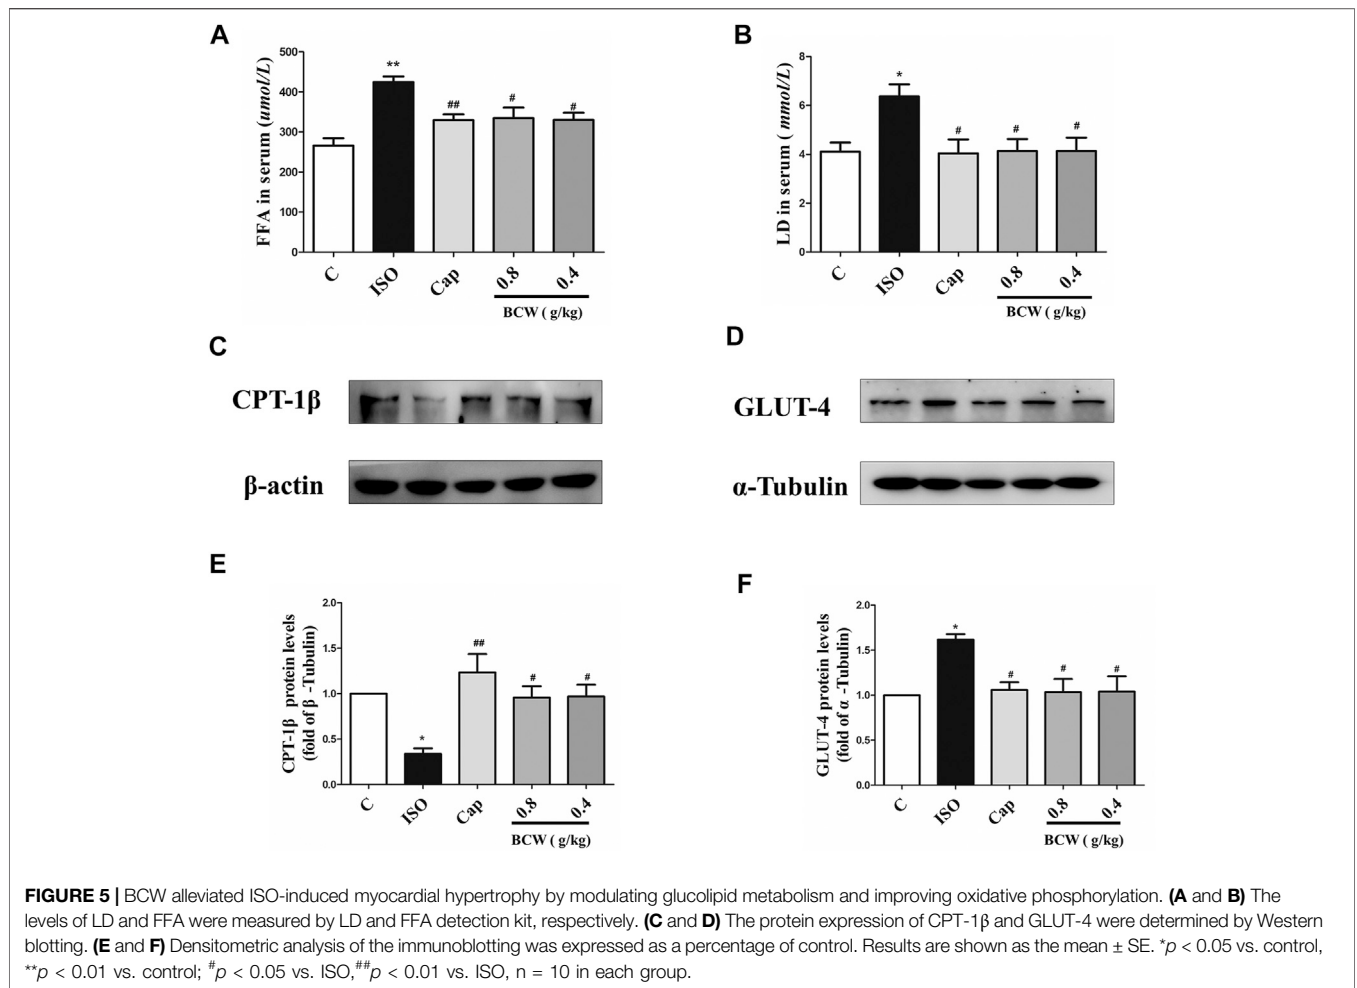 A
FFA in serum (umol/L)
500
400
300
200
100
0
**
##
#
#
C
ISO
Cap
0.8
0.4
BCW ( g/kg)
B
LD in serum ( mmol/L)
8
6
4
2
0
*
#
#
#
C
ISO
Cap
0.8
0.4
BCW ( g/kg)
C
CPT-1β
β-actin
D
GLUT-4
α-Tubulin
E
CPT-1β protein levels
(fold of β -Tubulin)
2.0
1.5
1.0
0.5
0.0
*
##
#
#
C
ISO
Cap
0.8
0.4
BCW ( g/kg)
F
GLUT-4 protein levels
(fold of α -Tubulin)
2.0
1.5
1.0
0.5
0.0
*
#
#
#
C
ISO
Cap
0.8
0.4
BCW ( g/kg)
FIGURE 5 | BCW alleviated ISO-induced myocardial hypertrophy by modulating glucolipid metabolism and improving oxidative phosphorylation. (A and B) The
levels of LD and FFA were measured by LD and FFA detection kit, respectively. (C and D) The protein expression of CPT-1β and GLUT-4 were determined by Western
blotting. (E and F) Densitometric analysis of the immunoblotting was expressed as a percentage of control. Results are shown as the mean ± SE. *p < 0.05 vs. control,
**p < 0.01 vs. control; #p < 0.05 vs. ISO,##p < 0.01 vs. ISO, n = 10 in each group.